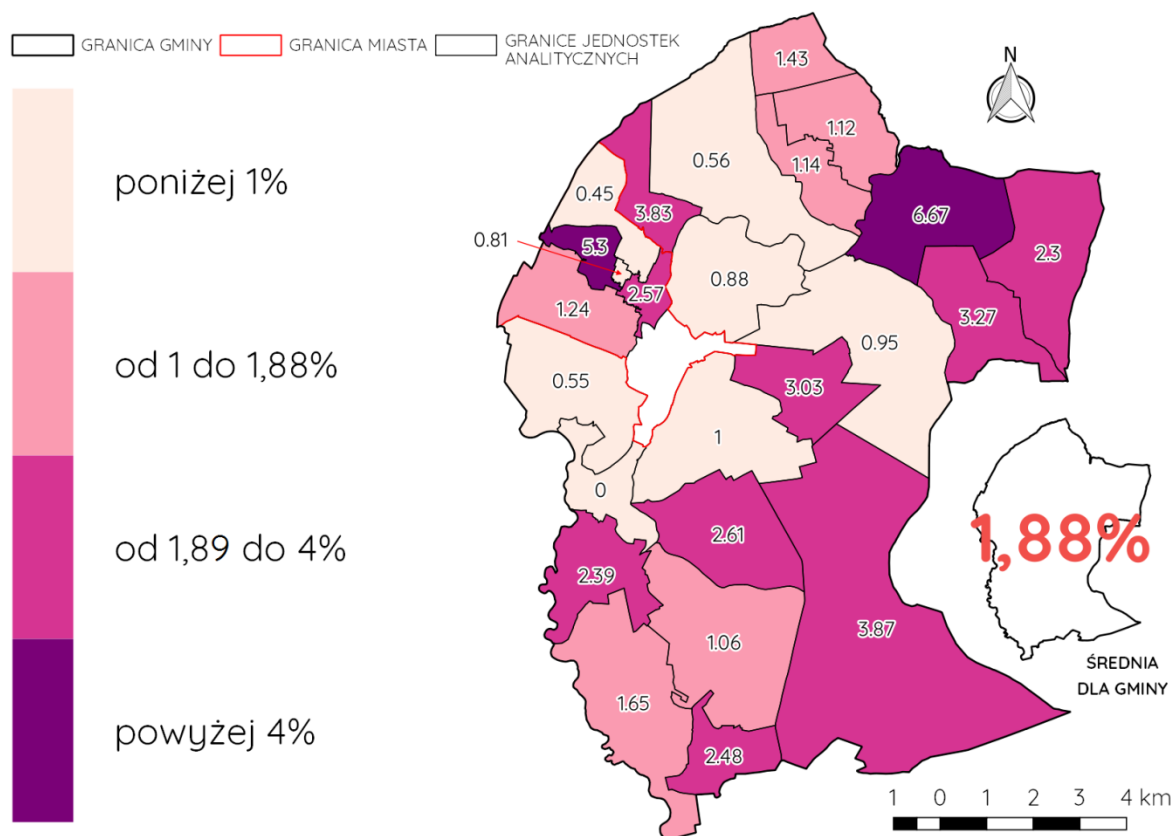 GRANICA GMINY
GRANICA MIASTA
GRANICE JEDNOSTEK
ANALITYCZNYCH
N
poniżej 1%
od 1 do 1,88%
od 1,89 do 4%
powyżej 4%
1.43
1.12
0.56
1.14
0.45
3.83
6.67
0.81
5.3
2.3
0.88
2.57
1.24
3.27
0.95
0.55
3.03
1
0
2.61
1,88%
2.39
3.87
1.06
ŚREDNIA
DLA GMINY
1.65
2.48
1 0 1 2 3 4 km